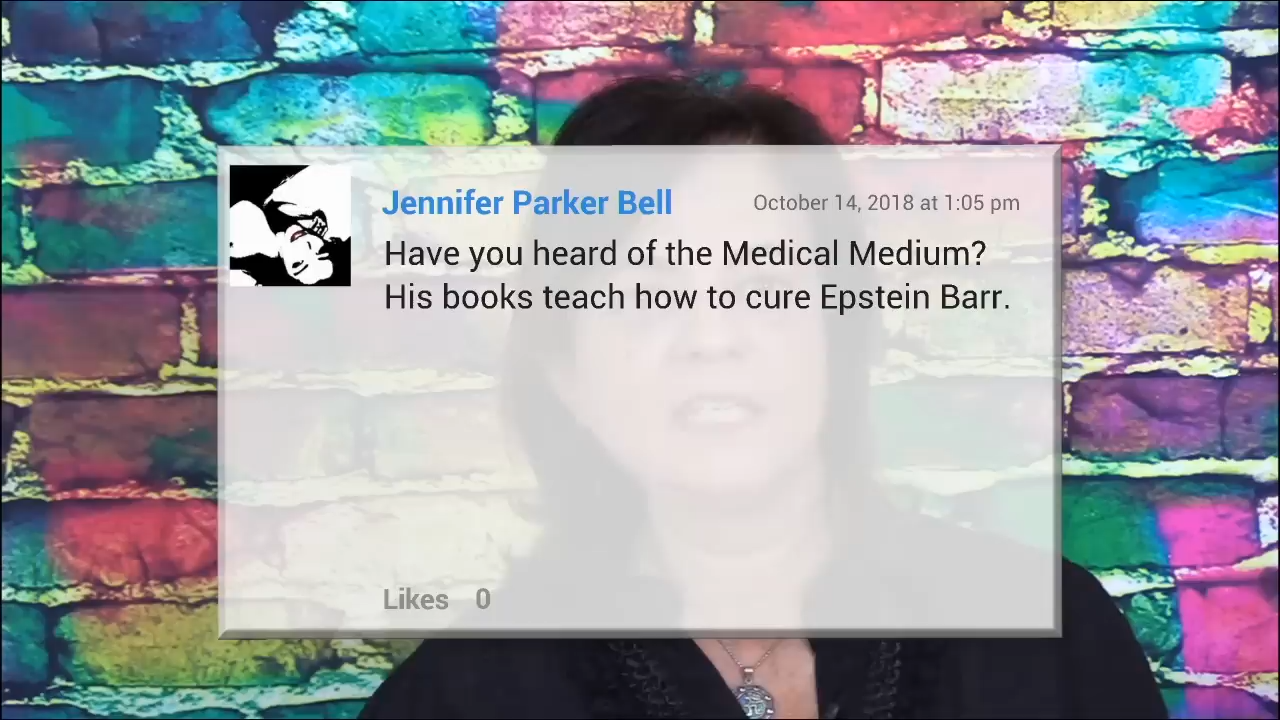 Jennifer Parker Bell October 14, 2018 at 1:05 pm
Have you heard of the Medical Medium?
His books teach how to cure Epstein Barr.
Likes 0